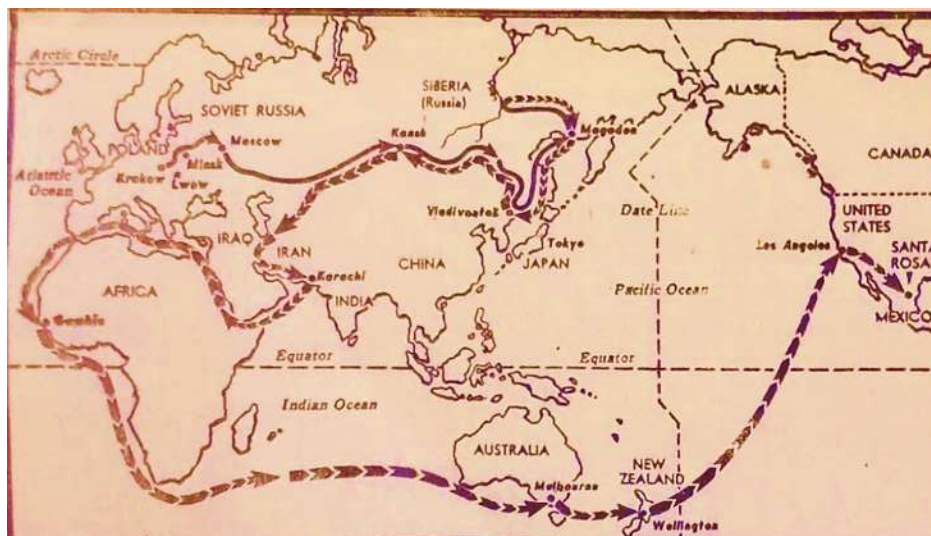 Arctic Circle
SIBERIA
(Russia)
ALASKA
SOVIET RUSSIA
Kansk
Magadan
POLAND
Moscow
Minsk
CANADA
Atlantic
Ocean
Krakow
Lwow
Vladivostok
Date Line
UNITED
STATES
IRAQ
IRAN
Tokyo
Los Angeles
SANTA
ROSA
CHINA
JAPAN
Karachi
AFRICA
INDIA
Pacific Ocean
MEXICO
Gambia
Equator
Equator
Indian Ocean
AUSTRALIA
NEW
ZEALAND
Melbourne
Wellington